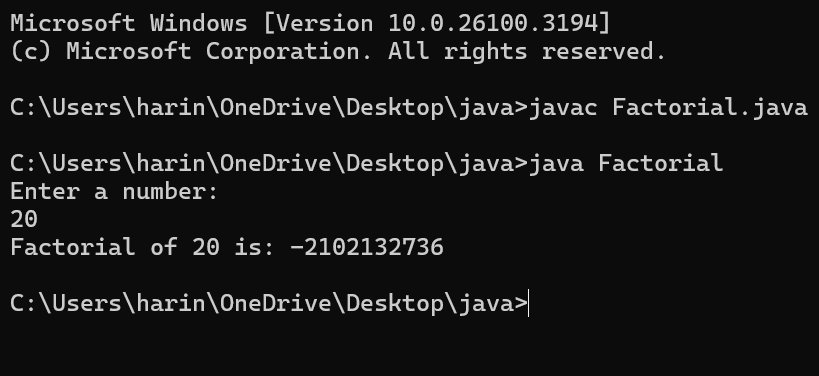 Microsoft Windows [Version 10.0.26100.3194]
(c) Microsoft Corporation. All rights reserved.
C:\Users\harin\OneDrive\Desktop\java>javac Factorial.java
C:\Users\harin\OneDrive\Desktop\java>java Factorial
Enter a number:
20
Factorial of 20 is: -2102132736
C:\Users\harin\OneDrive\Desktop\java>